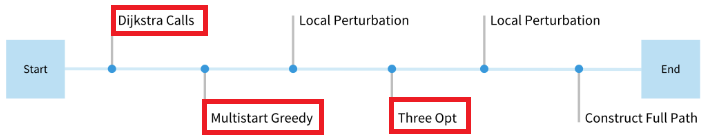 Dijkstra Calls
Local Perturbation
Local Perturbation
Start
End
Multistart Greedy
Three Opt
Construct Full Path